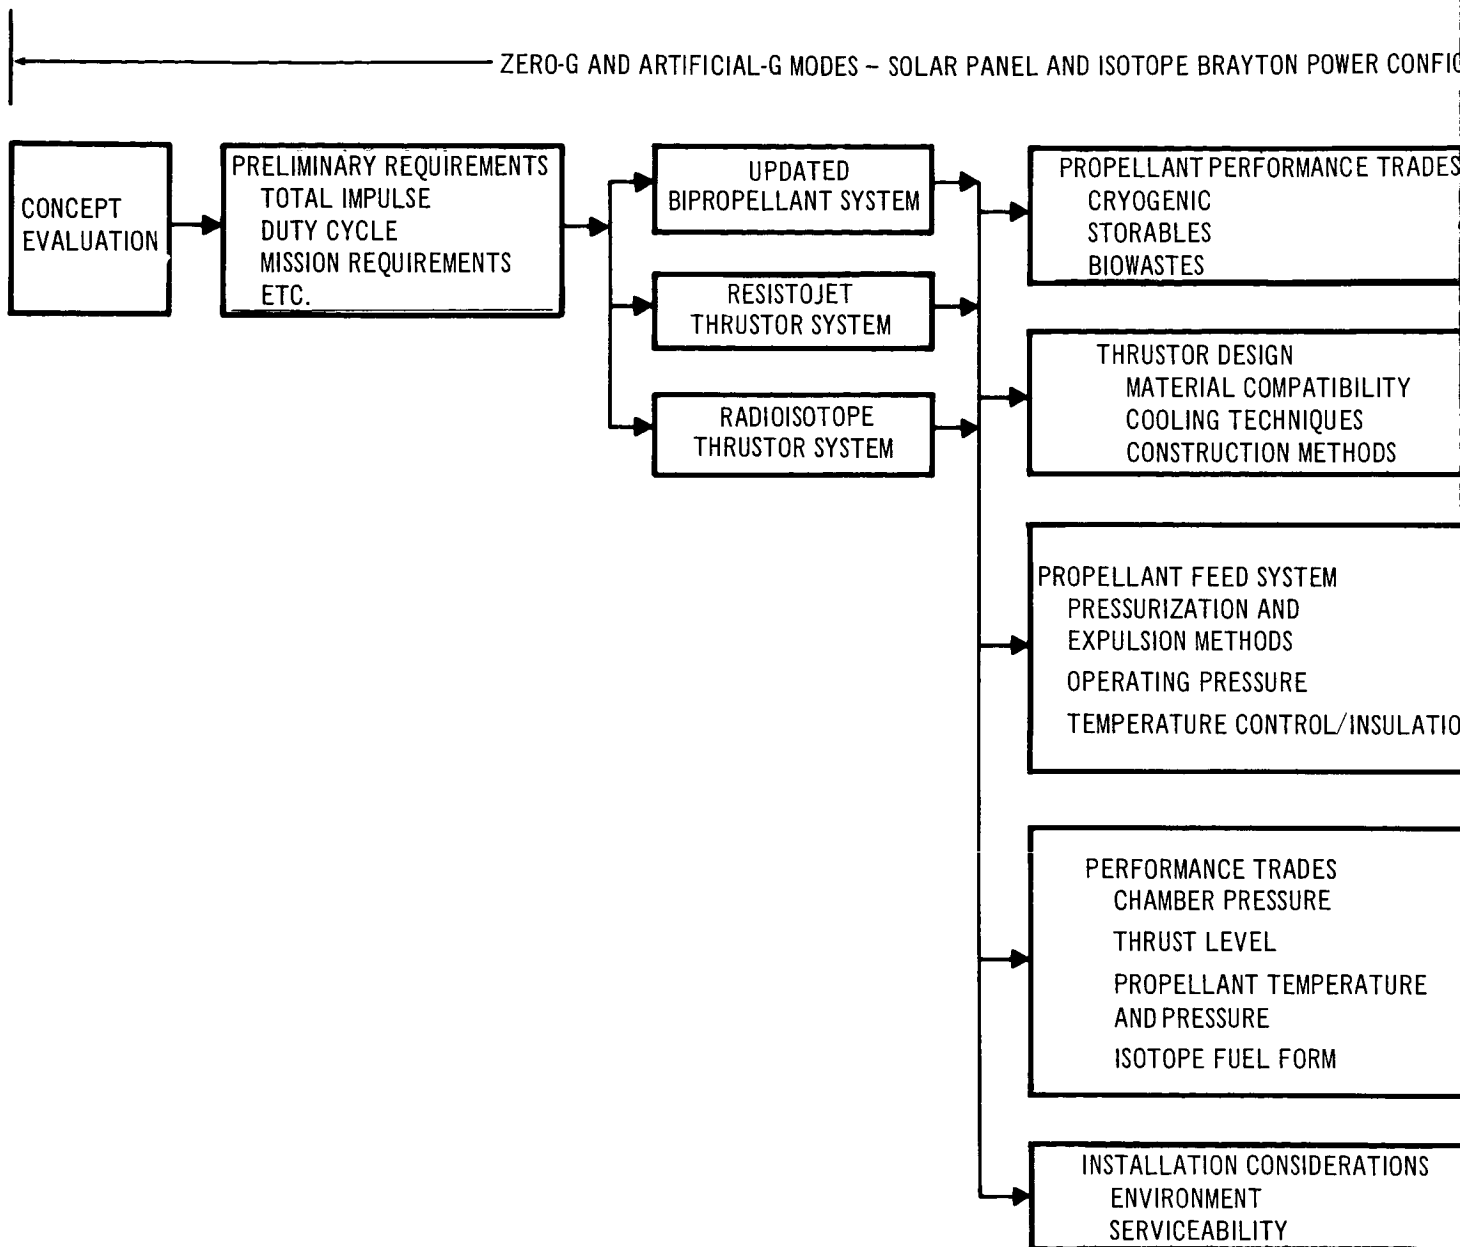 ZERO-G AND ARTIFICIAL-G MODES – SOLAR PANEL AND ISOTOPE BRAYTON POWER
CONCEPT
EVALUATION
PRELIMINARY REQUIREMENTS
TOTAL IMPULSE
DUTY CYCLE
MISSION REQUIREMENTS
ETC.
UPDATED
BIPROPELLANT SYSTEM
RESISTOJET
THRUSTOR SYSTEM
RADIOISOTOPE
THRUSTOR SYSTEM
PROPELLANT PERFORMANCE TRADES
CRYOGENIC
STORABLES
BIOWASTES
THRUSTOR DESIGN
MATERIAL COMPATIBILITY
COOLING TECHNIQUES
CONSTRUCTION METHODS
PROPELLANT FEED SYSTEM
PRESSURIZATION AND
EXPULSION METHODS
OPERATING PRESSURE
TEMPERATURE CONTROL/INSULATIO
PERFORMANCE TRADES
CHAMBER PRESSURE
THRUST LEVEL
PROPELLANT TEMPERATURE
AND PRESSURE
ISOTOPE FUEL FORM
INSTALLATION CONSIDERATIONS
ENVIRONMENT
SERVICEABILITY